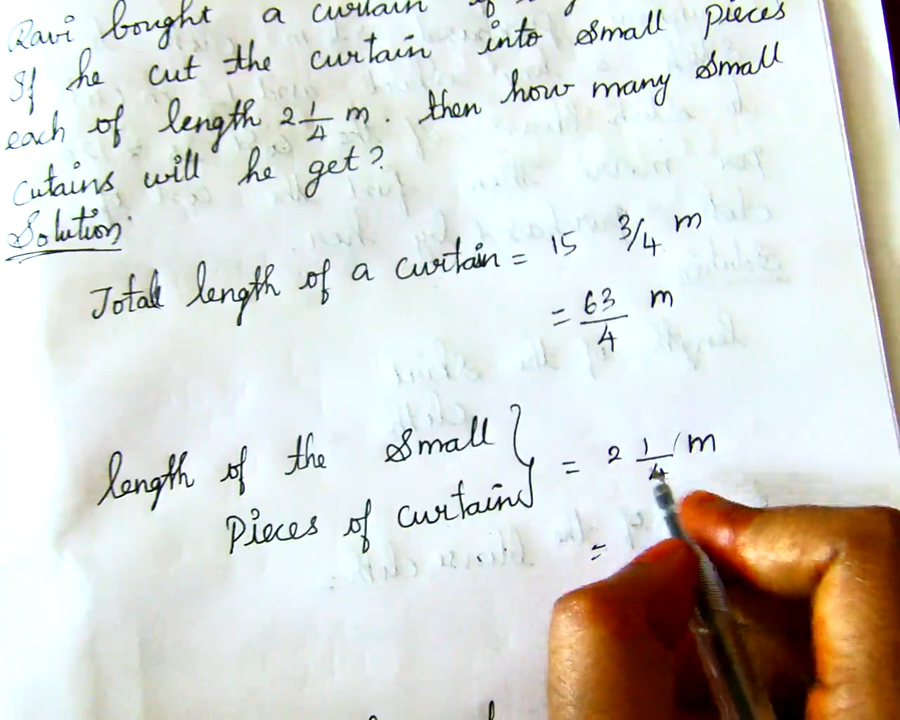 Ravi bought a curtain of
If he cut the curtain into small pieces
each of length 2 1/4 m. then how many small
cutains will he get?
Solution:
Total length of a curtain = 15 3/4 m
= 63/4 m
length of the small
Pieces of curtain } = 2 1/4 m
=